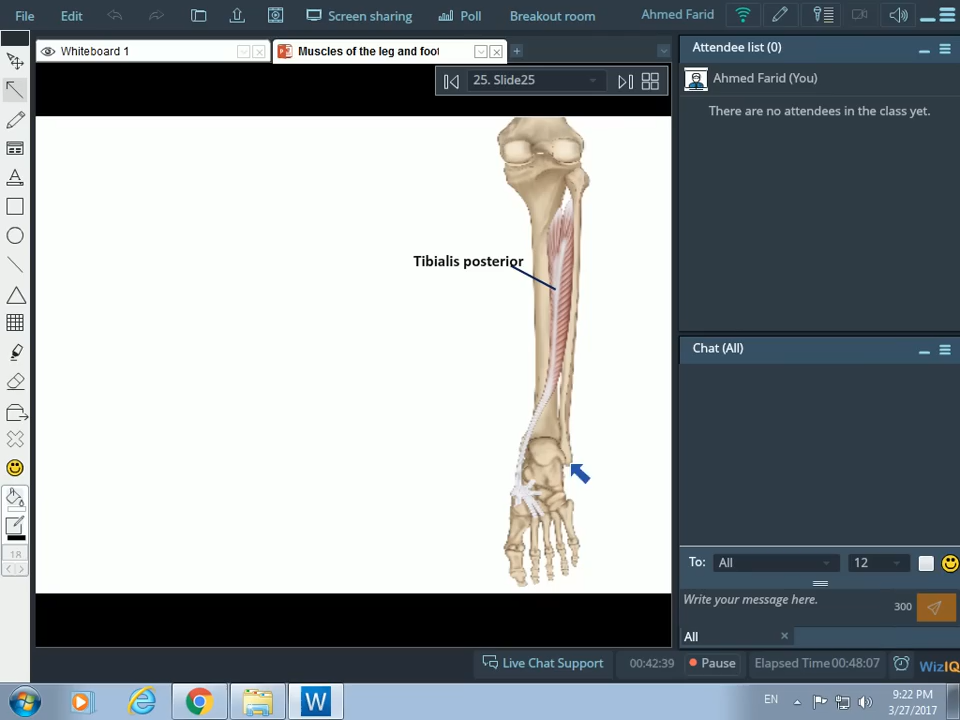 File
Edit
Screen sharing
Poll
Breakout room
Ahmed Farid
Whiteboard 1
Muscles of the leg and foot
25. Slide25
Tibialis posterior
Attendee list (0)
Ahmed Farid (You)
There are no attendees in the class yet.
Chat (All)
To:
All
12
Write your message here.
300
All
Live Chat Support
00:42:39
Pause
Elapsed Time 00:48:07
WizIQ
EN
9:22 PM
3/27/2017